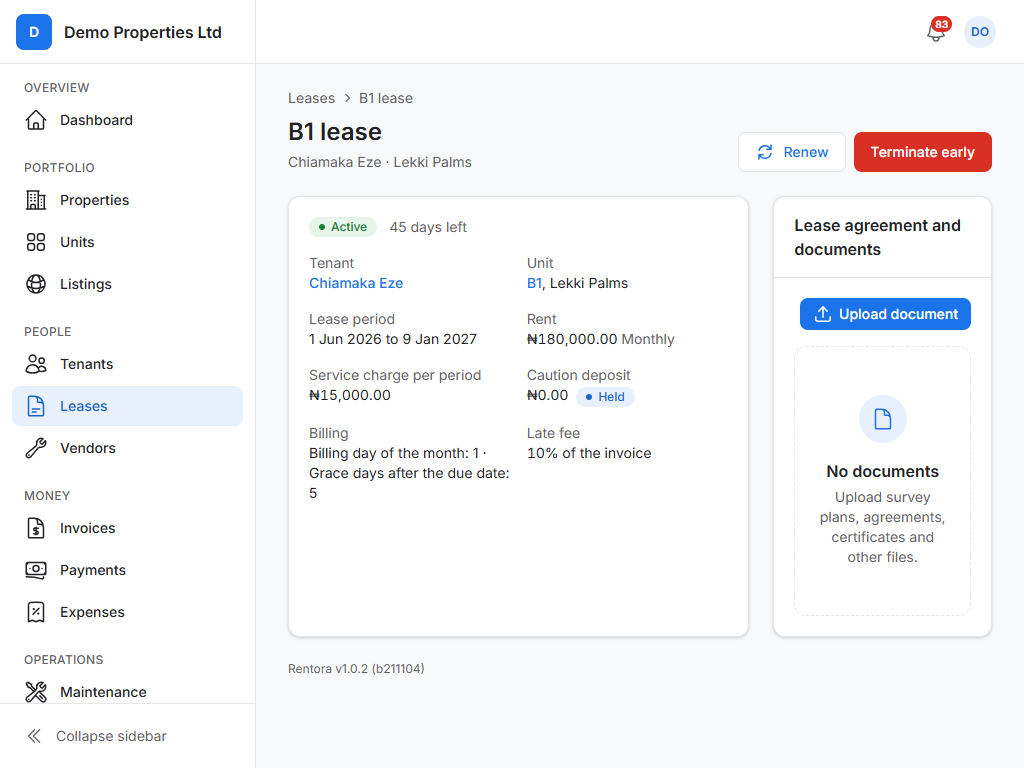 D
Demo Properties Ltd
83
DO
OVERVIEW
Dashboard
PORTFOLIO
Properties
Units
Listings
PEOPLE
Tenants
Leases
Vendors
MONEY
Invoices
Payments
Expenses
OPERATIONS
Maintenance
Collapse sidebar
Leases > B1 lease
B1 lease
Chiamaka Eze · Lekki Palms
Renew
Terminate early
Active
45 days left
Tenant
Chiamaka Eze
Unit
B1, Lekki Palms
Lease period
1 Jun 2026 to 9 Jan 2027
Rent
₦180,000.00 Monthly
Service charge per period
₦15,000.00
Caution deposit
₦0.00 Held
Billing
Billing day of the month: 1 ·
Grace days after the due date:
5
Late fee
10% of the invoice
Lease agreement and
documents
Upload document
No documents
Upload survey
plans, agreements,
certificates and
other files.
Rentora v1.0.2 (b211104)